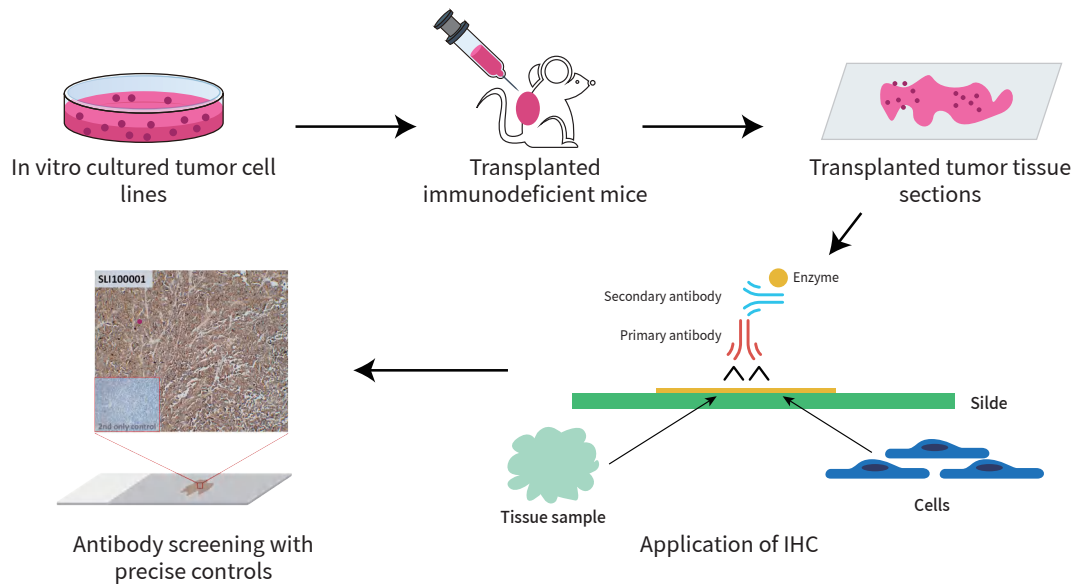 In vitro cultured tumor cell
lines
Transplanted
immunodeficient mice
Transplanted tumor tissue
sections
Enzyme
Secondary antibody
Primary antibody
Silde
Tissue sample
Cells
Application of IHC
SLI100001
2nd only control
Antibody screening with
precise controls